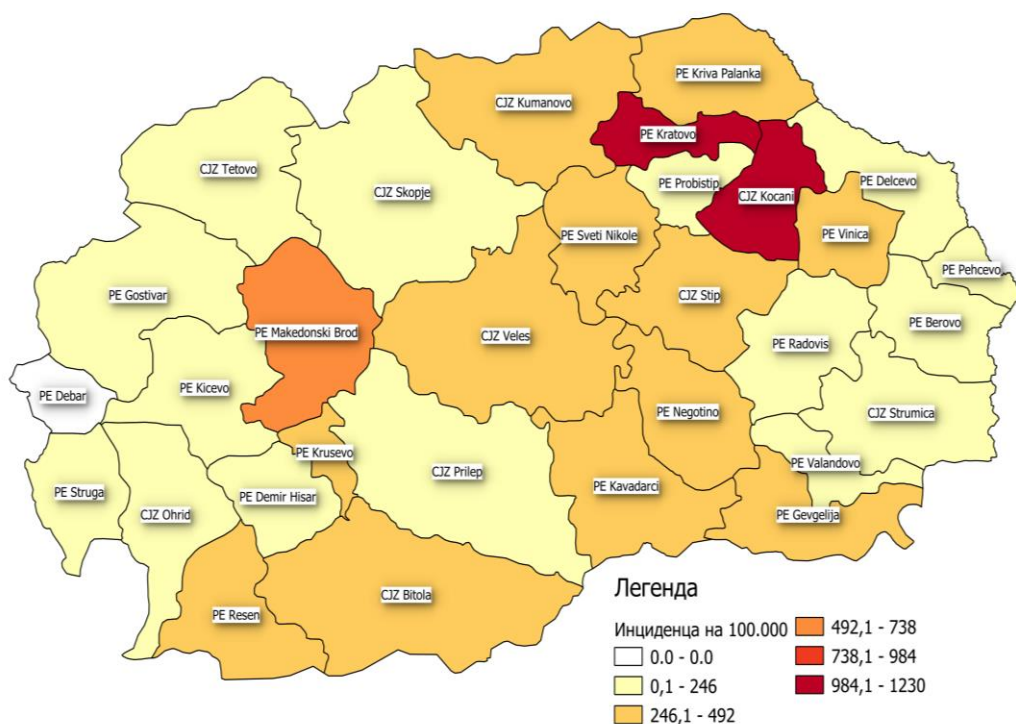 PE Kriva Palanka
CJZ Kumanovo
PE Kratovo
CJZ Tetovo
PE Probistip
PE Delcevo
CJZ Skopje
CJZ Kocani
PE Sveti Nikole
PE Vinica
PE Pehcevo
PE Gostivar
CJZ Stip
PE Berovo
PE Makedonski Brod
CJZ Veles
PE Radovis
PE Kicevo
PE Debar
PE Negotino
CJZ Strumica
PE Krusevo
PE Valandovo
CJZ Prilep
PE Struga
PE Demir Hisar
PE Kavadarci
CJZ Ohrid
PE Gevgelija
CJZ Bitola
PE Resen
Легенда
Инциденца на 100.000
0.0 - 0.0
0,1 - 246
246,1 - 492
492,1 - 738
738,1 - 984
984,1 - 1230